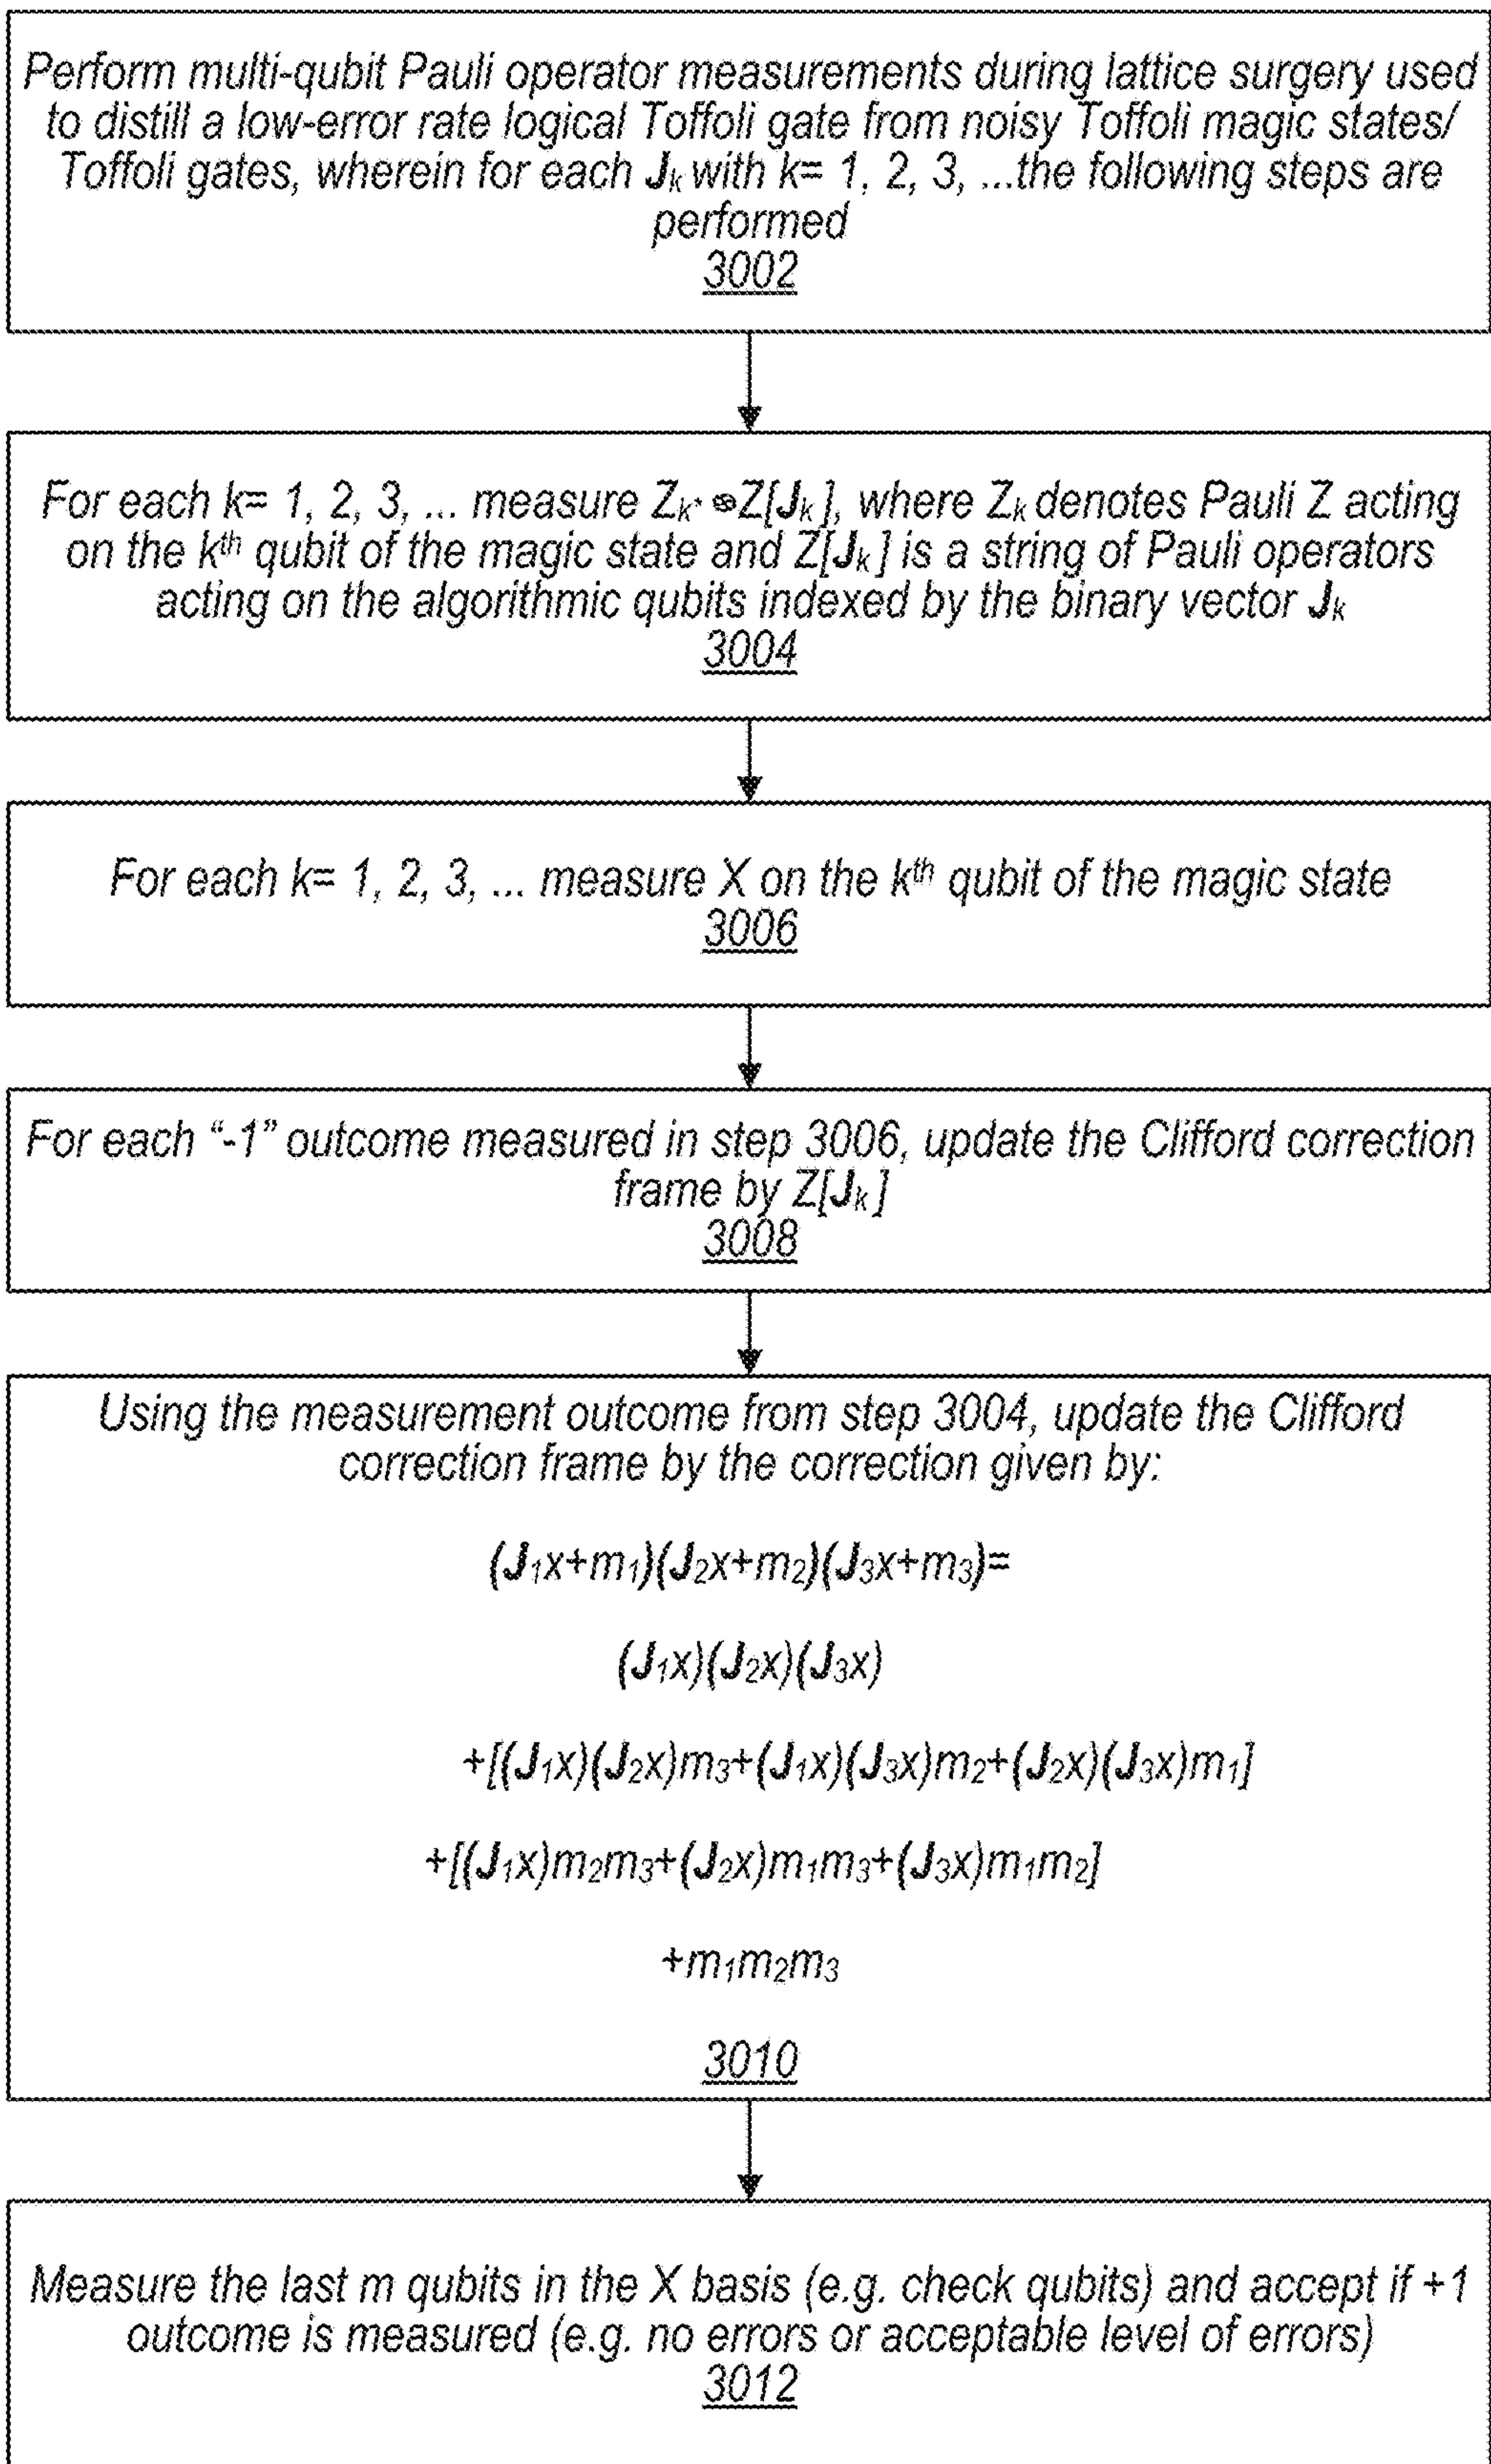 Perform multi-qubit Pauli operator measurements during lattice surgery used
to distill a low-error rate logical Toffoli gate from noisy Toffoli magic states/
Toffoli gates, wherein for each Jₖ with k= 1, 2, 3, ...the following steps are
performed
3002
For each k= 1, 2, 3, ... measure Zₖ* ⊗Z[Jₖ], where Zₖ denotes Pauli Z acting
on the kᵗʰ qubit of the magic state and Z[Jₖ] is a string of Pauli operators
acting on the algorithmic qubits indexed by the binary vector Jₖ
3004
For each k= 1, 2, 3, ... measure X on the kᵗʰ qubit of the magic state
3006
For each “-1” outcome measured in step 3006, update the Clifford correction
frame by Z[Jₖ]
3008
Using the measurement outcome from step 3004, update the Clifford
correction frame by the correction given by:
(J₁x+m₁)(J₂x+m₂)(J₃x+m₃)=
(J₁x)(J₂x)(J₃x)
+[(J₁x)(J₂x)m₃+(J₁x)(J₃x)m₂+(J₂x)(J₃x)m₁]
+[(J₁x)m₂m₃+(J₂x)m₁m₃+(J₃x)m₁m₂]
+m₁m₂m₃
3010
Measure the last m qubits in the X basis (e.g. check qubits) and accept if +1
outcome is measured (e.g. no errors or acceptable level of errors)
3012